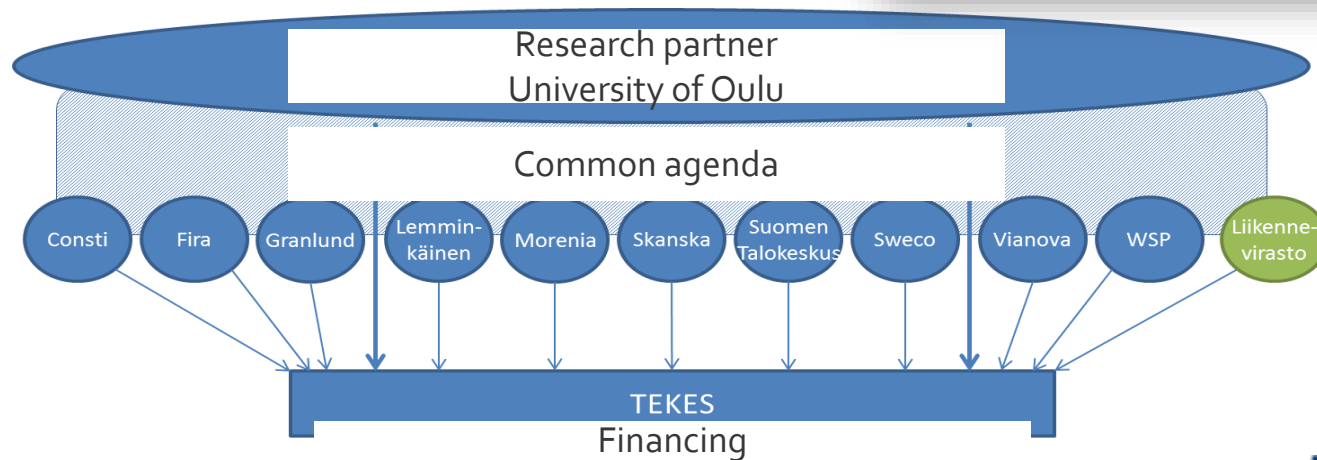 Research partner
University of Oulu
Common agenda
Consti
Fira
Granlund
Lemmin-
käinen
Morenia
Skanska
Suomen
Talokeskus
Sweco
Vianova
WSP
Liikenne-
virasto
TEKES
Financing